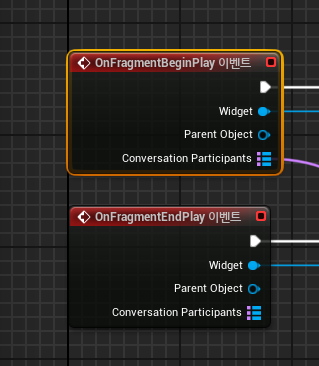 OnFragmentBeginPlay 이벤트
Widget
Parent Object
Conversation Participants
OnFragmentEndPlay 이벤트
Widget
Parent Object
Conversation Participants